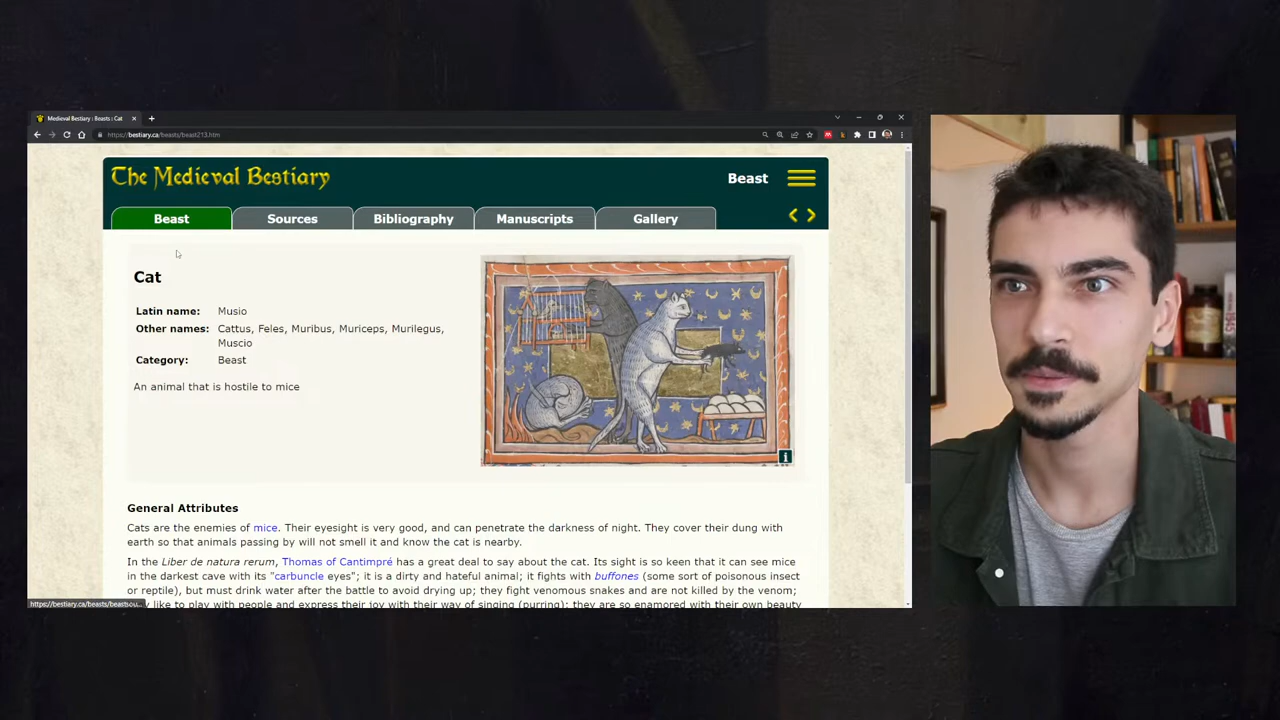 Medieval Bestiary : Beasts : Cat
https://bestiary.ca/beasts/beast213.htm
The Medieval Bestiary
Beast
Beast Sources Bibliography Manuscripts Gallery
Cat
Latin name: Musio
Other names: Cattus, Feles, Muribus, Muriceps, Murilegus,
Muscio
Category: Beast
An animal that is hostile to mice
i
General Attributes
Cats are the enemies of mice. Their eyesight is very good, and can penetrate the darkness of night. They cover their dung with
earth so that animals passing by will not smell it and know the cat is nearby.
In the Liber de natura rerum, Thomas of Cantimpré has a great deal to say about the cat. Its sight is so keen that it can see mice
in the darkest cave with its "carbuncle eyes"; it is a dirty and hateful animal; it fights with buffones (some sort of poisonous insect
or reptile), but must drink water after the battle to avoid drying up; they fight venomous snakes and are not killed by the venom;
like to play with people and express their joy with their way of singing (purring); they are so enamored with their own beauty
https://bestiary.ca/beasts/beastsou...